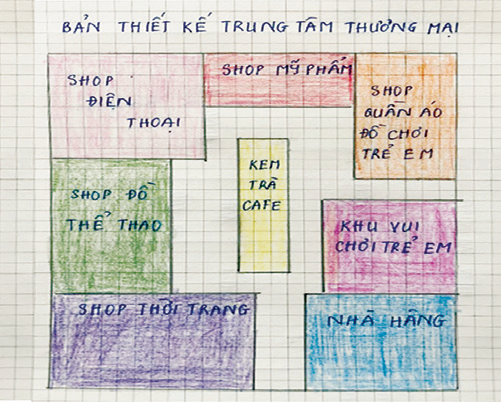 BẢN THIẾT KẾ TRUNG TÂM THƯƠNG MẠI
SHOP
ĐIỆN
THOẠI
SHOP MỸ PHẨM
SHOP
QUẦN ÁO
ĐỒ CHƠI
TRẺ EM
KEM
TRÀ
CAFE
SHOP ĐỒ
THỂ THAO
KHU VUI
CHƠI TRẺ EM
SHOP THỜI TRANG
NHÀ HÀNG